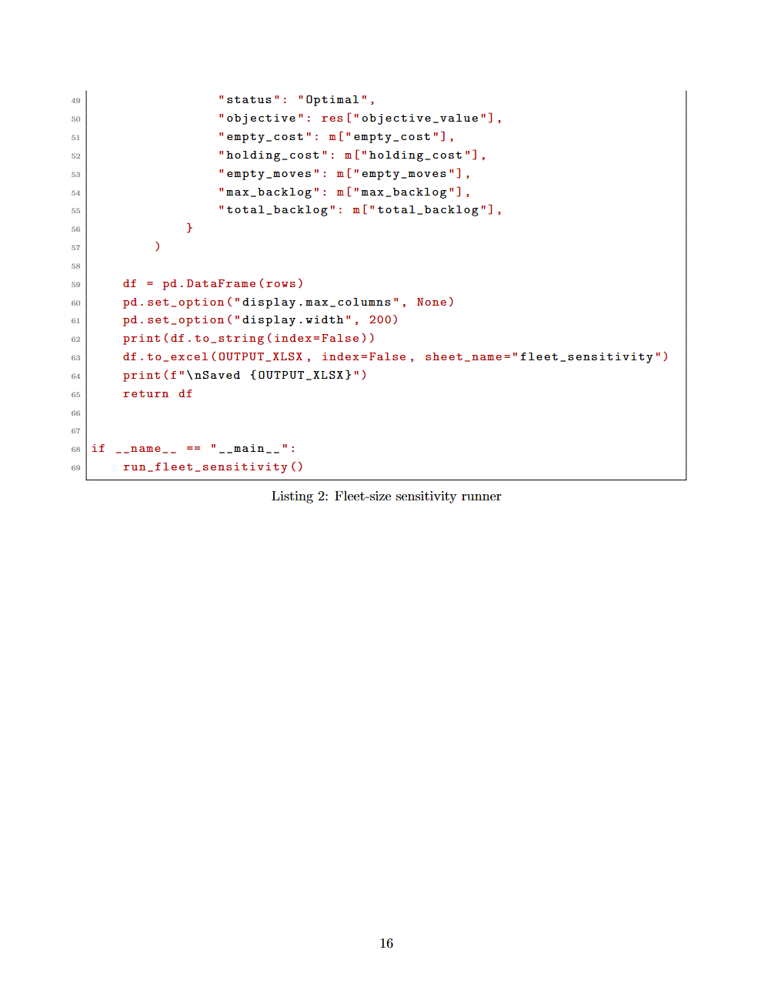 49 "status": "Optimal",
50 "objective": res["objective_value"],
51 "empty_cost": m["empty_cost"],
52 "holding_cost": m["holding_cost"],
53 "empty_moves": m["empty_moves"],
54 "max_backlog": m["max_backlog"],
55 "total_backlog": m["total_backlog"],
56 }
57 )
58
59 df = pd.DataFrame(rows)
60 pd.set_option("display.max_columns", None)
61 pd.set_option("display.width", 200)
62 print(df.to_string(index=False))
63 df.to_excel(OUTPUT_XLSX, index=False, sheet_name="fleet_sensitivity")
64 print(f"\nSaved {OUTPUT_XLSX}")
65 return df
66
67
68 if __name__ == "__main__":
69 run_fleet_sensitivity()
Listing 2: Fleet-size sensitivity runner
16